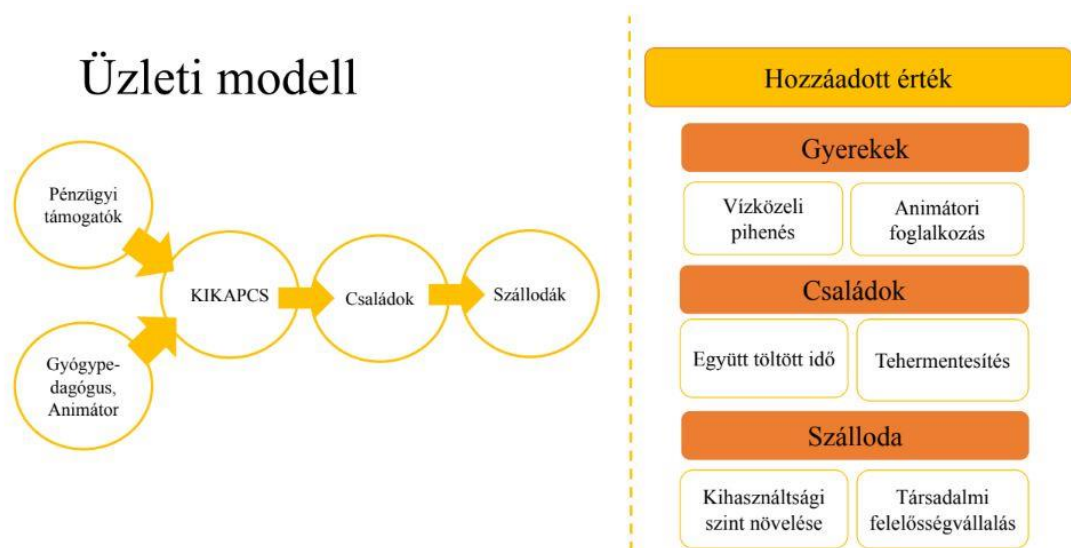 Üzleti modell
Pénzügyi
támogatók
Gyógype-
dagógus,
Animátor
KIKAPCS
Családok
Szállodák
Hozzáadott érték
Gyerekek
Vízközeli
pihenés
Animátori
foglalkozás
Családok
Együtt töltött idő
Tehermentesítés
Szálloda
Kihasználtsági
szint növelése
Társadalmi
felelősségvállalás